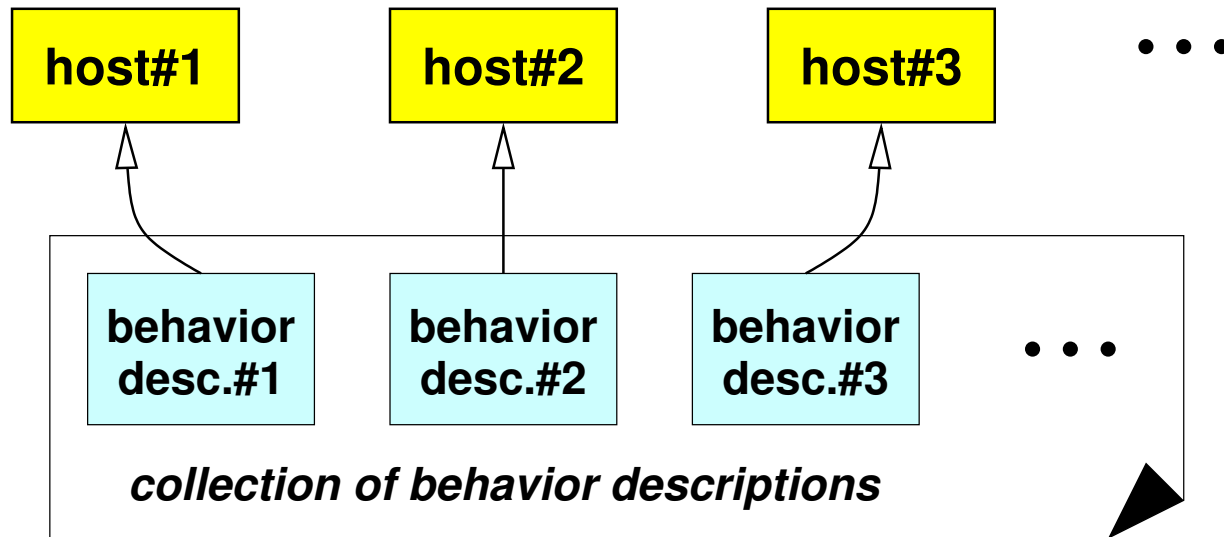 host#1
host#2
host#3
• • •
behavior
desc.#1
behavior
desc.#2
behavior
desc.#3
• • •
collection of behavior descriptions